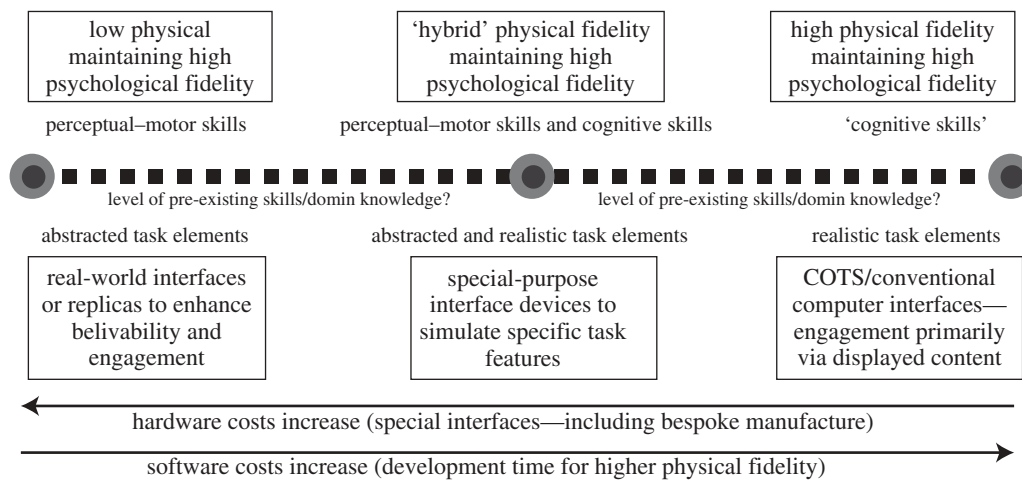 low physical
maintaining high
psychological fidelity
‘hybrid’ physical fidelity
maintaining high
psychological fidelity
high physical fidelity
maintaining high
psychological fidelity
perceptual–motor skills
perceptual–motor skills and cognitive skills
‘cognitive skills’
level of pre-existing skills/domin knowledge?
level of pre-existing skills/domin knowledge?
abstracted task elements
abstracted and realistic task elements
realistic task elements
real-world interfaces
or replicas to enhance
belivability and
engagement
special-purpose
interface devices to
simulate specific task
features
COTS/conventional
computer interfaces—
engagement primarily
via displayed content
hardware costs increase (special interfaces—including bespoke manufacture)
software costs increase (development time for higher physical fidelity)